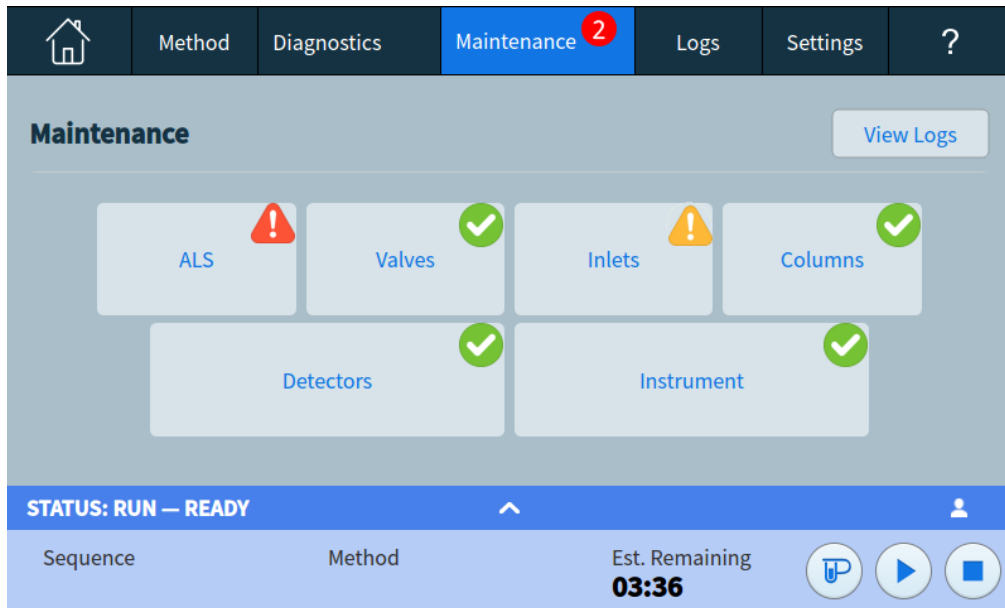 Method Diagnostics Maintenance 2 Logs Settings ?
Maintenance View Logs
ALS Valves Inlets Columns
Detectors Instrument
STATUS: RUN — READY
Sequence Method Est. Remaining
03:36